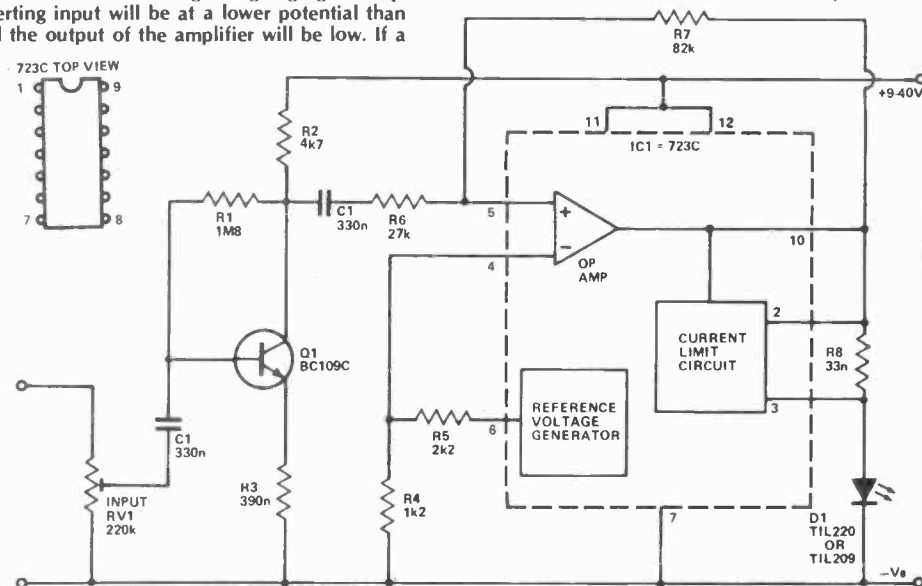 erting input will be at a lower potential than
the output of the amplifier will be low. If a
723C TOP VIEW
1
9
7
8
R7
82k
+9-40V
R2
4k7
11
12
IC1 = 723C
R1
1M8
C1
330n
R6
27k
5
+
−
4
OP
AMP
10
2
CURRENT
LIMIT
CIRCUIT
R8
33n
3
Q1
BC109C
REFERENCE
VOLTAGE
GENERATOR
R5
2k2
6
C1
330n
INPUT
RV1
220k
R3
390n
R4
1k2
7
D1
TIL220
OR
TIL209
−Ve